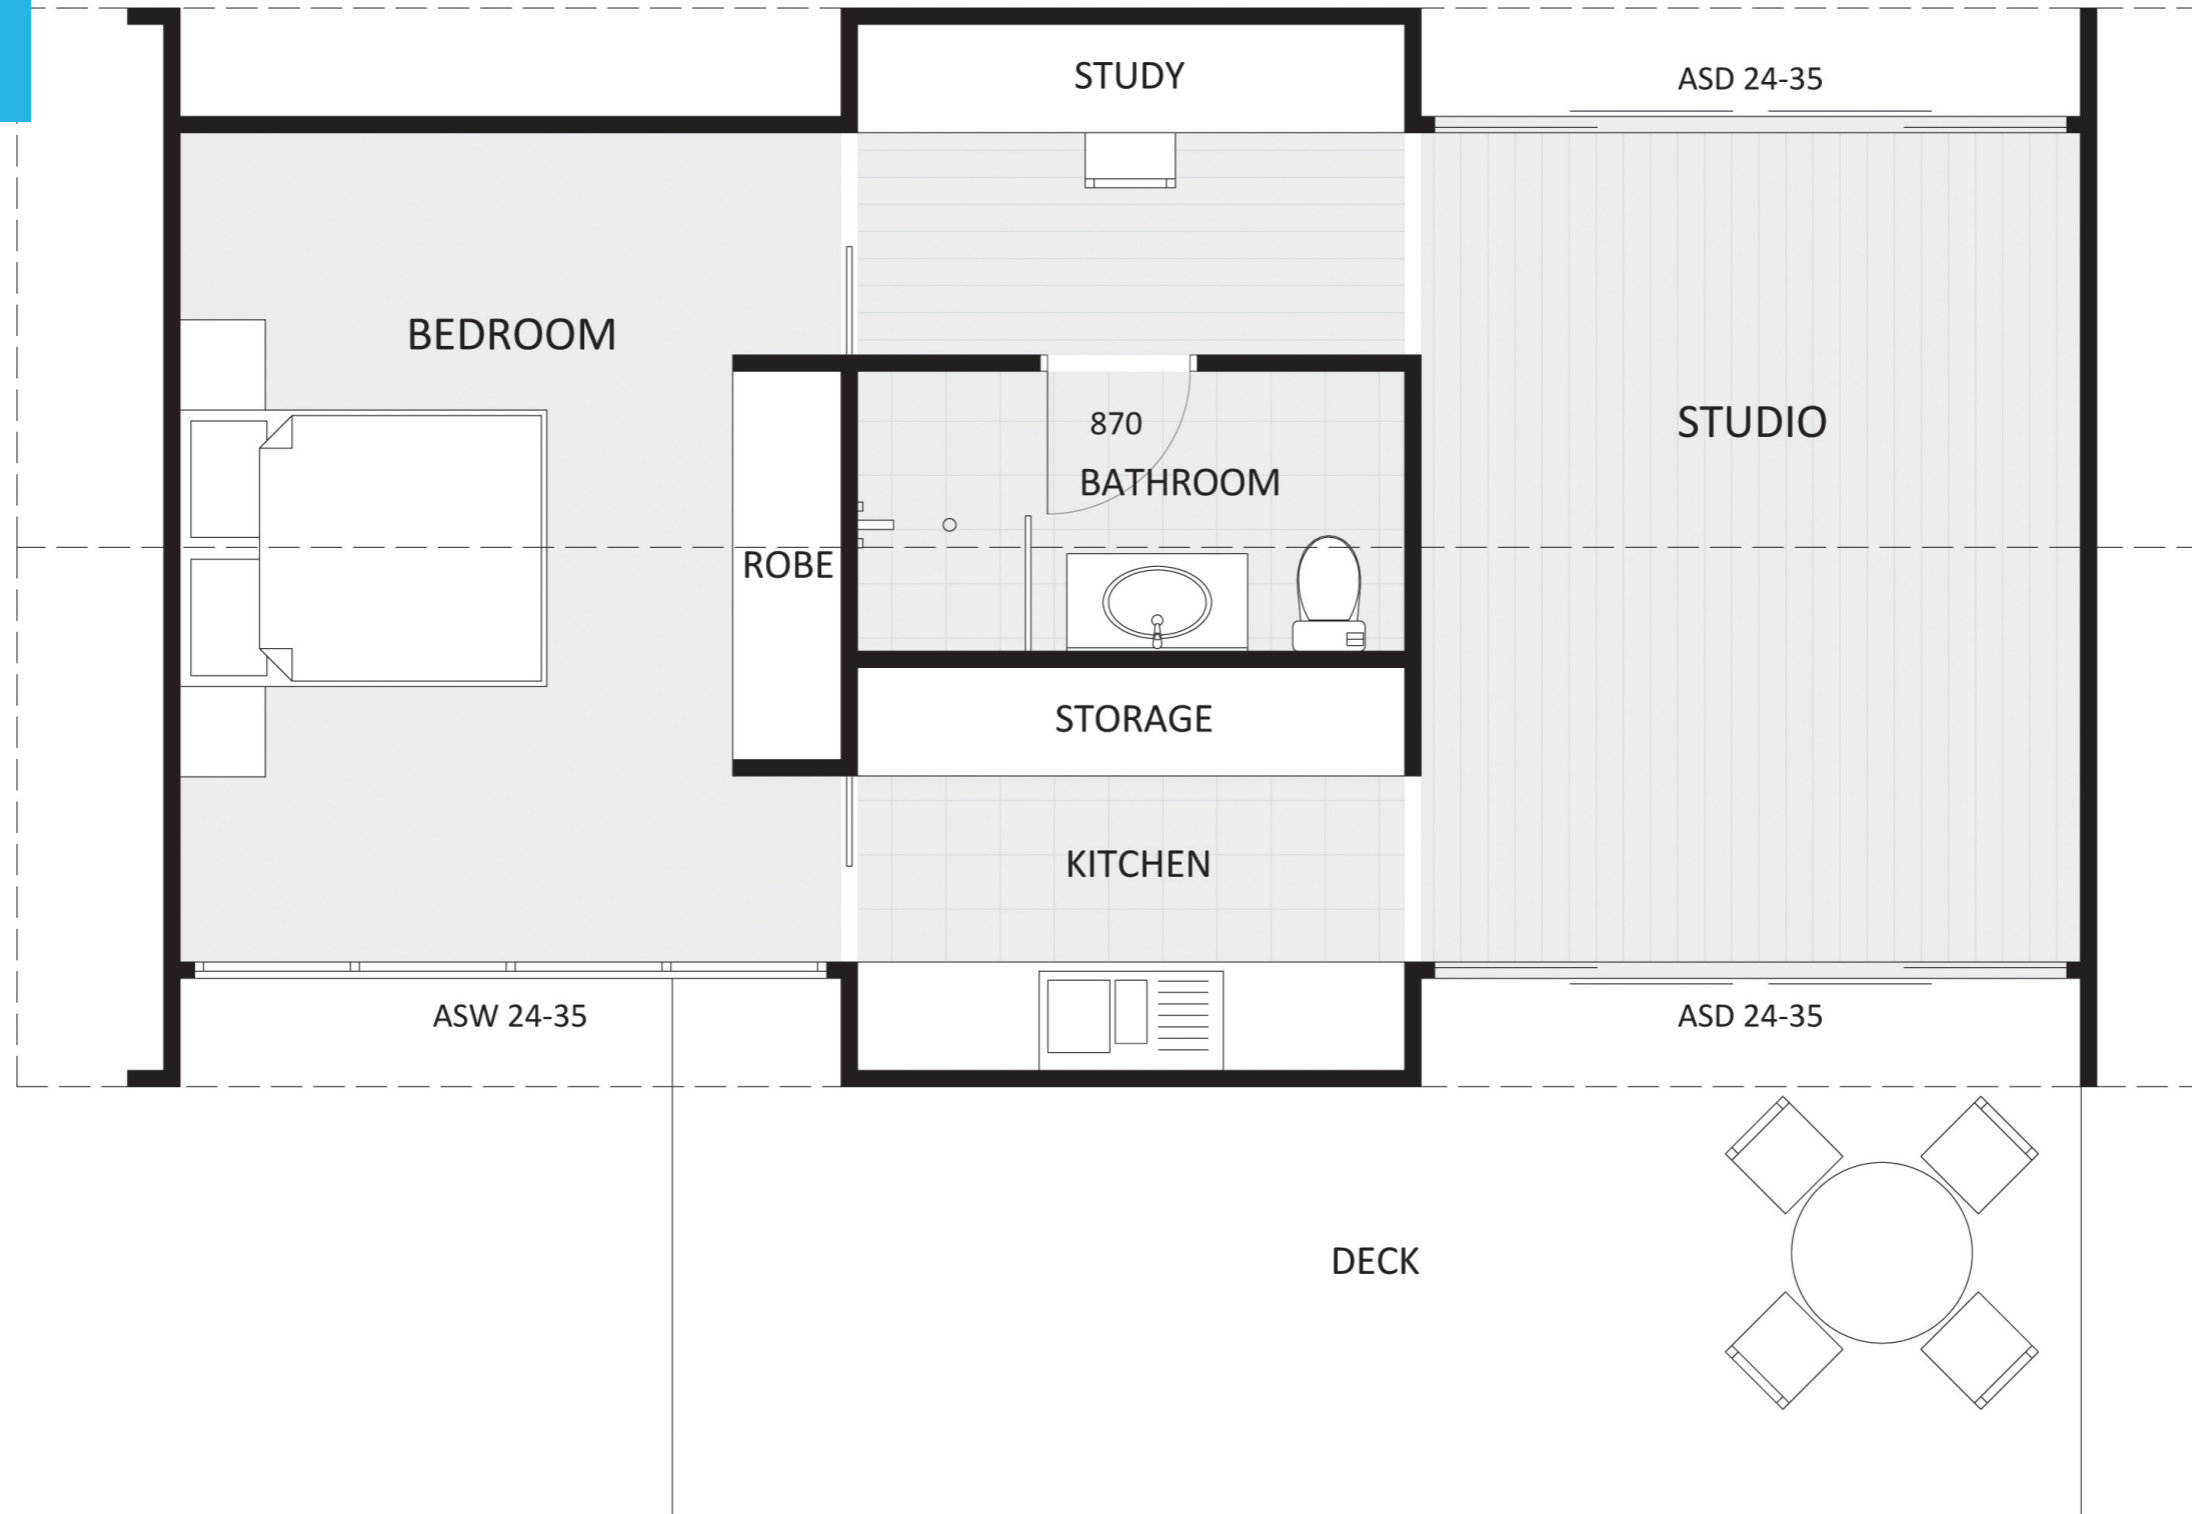 STUDY
ASD 24-35
BEDROOM
STUDIO
870
BATHROOM
ROBE
STORAGE
KITCHEN
ASW 24-35
ASD 24-35
DECK